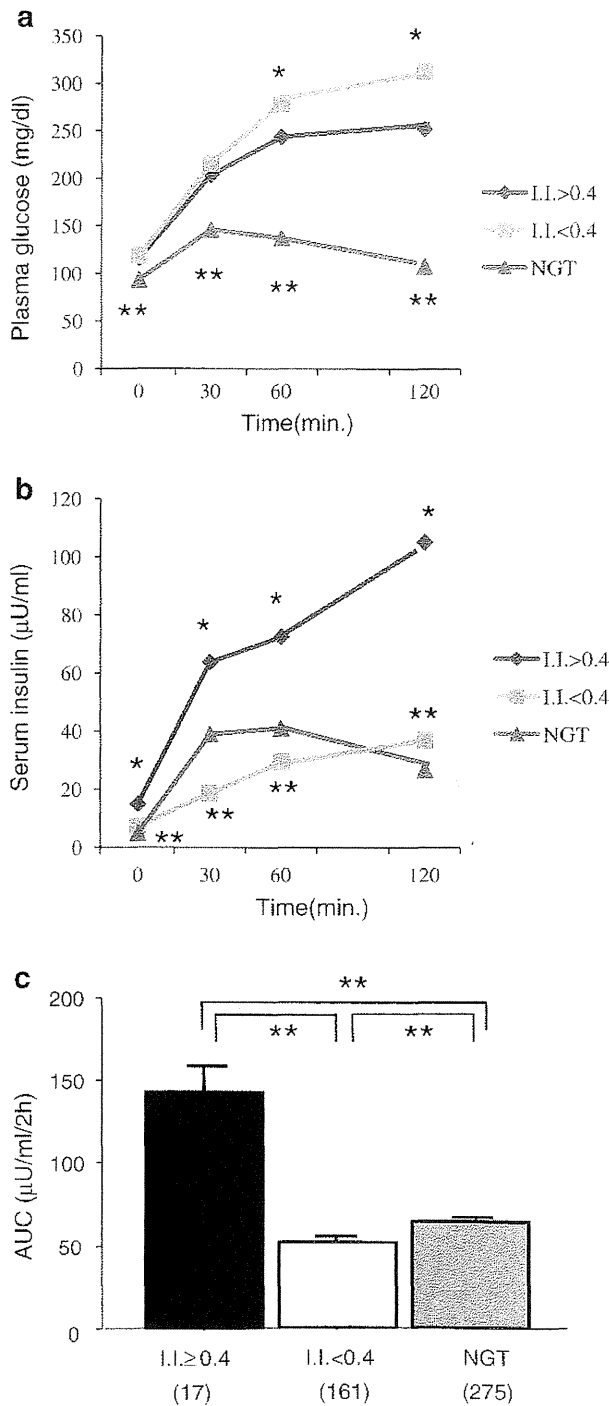 a
350
300
250
200
150
100
50
0
Plasma glucose (mg/dl)
*
*
**
**
**
**
0 30 60 120
Time(min.)
I.I.>0.4
I.I.<0.4
NGT
b
120
100
80
60
40
20
0
Serum insulin (μU/ml)
*
*
*
*
**
**
**
**
0 30 60 120
Time(min.)
I.I.>0.4
I.I.<0.4
NGT
c
200
150
100
50
0
AUC (μU/ml/2h)
**
** **
I.I.≥0.4 I.I.<0.4 NGT
(17) (161) (275)